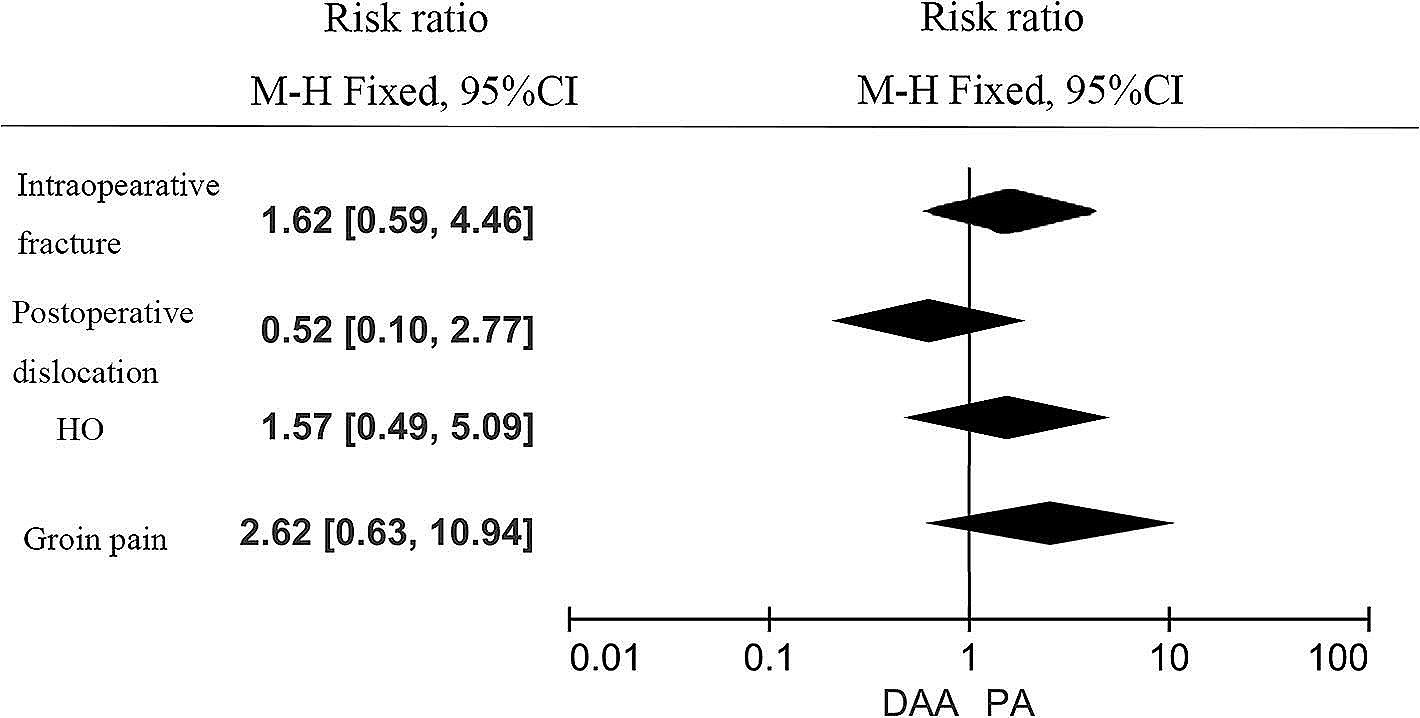 Risk ratio Risk ratio
M-H Fixed, 95%CI M-H Fixed, 95%CI
Intraopearative
fracture
1.62 [0.59, 4.46]
Postoperative
dislocation
0.52 [0.10, 2.77]
HO 1.57 [0.49, 5.09]
Groin pain 2.62 [0.63, 10.94]
0.01 0.1 1 10 100
DAA PA